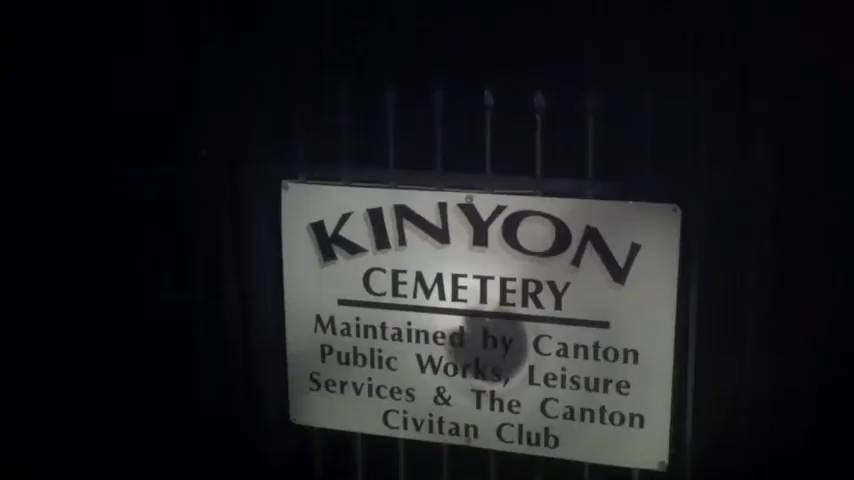 KINYON
CEMETERY
Maintained by Canton
Public Works, Leisure
Services & The Canton
Civitan Club